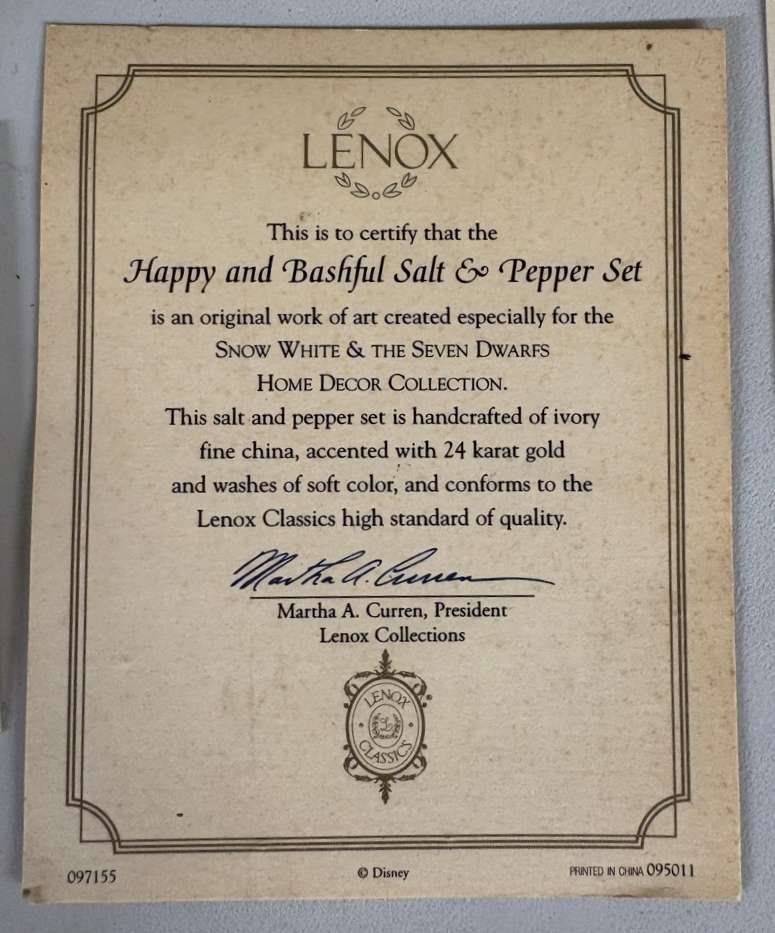 LENOX
This is to certify that the
Happy and Bashful Salt & Pepper Set
is an original work of art created especially for the
SNOW WHITE & THE SEVEN DWARFS
HOME DECOR COLLECTION.
This salt and pepper set is handcrafted of ivory
fine china, accented with 24 karat gold
and washes of soft color, and conforms to the
Lenox Classics high standard of quality.
Martha A. Curren
Martha A. Curren, President
Lenox Collections
LENOX
L
CLASSICS
097155 © Disney PRINTED IN CHINA 095011